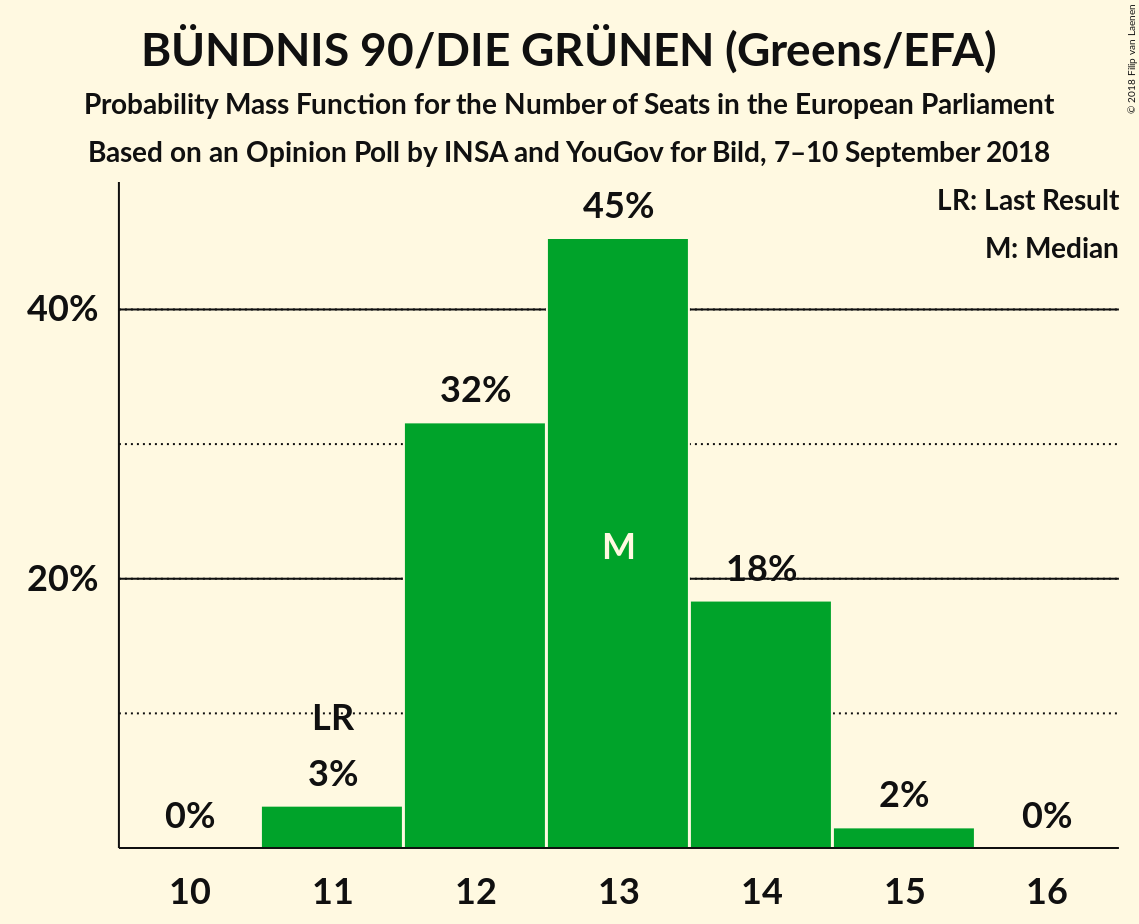 BÜNDNIS 90/DIE GRÜNEN (Greens/EFA)
Probability Mass Function for the Number of Seats in the European Parliament
Based on an Opinion Poll by INSA and YouGov for Bild, 7–10 September 2018
© 2018 Filip van Laenen
LR: Last Result
M: Median
45%
40%
32%
M
18%
20%
LR
3%
2%
0%
0%
10 11 12 13 14 15 16